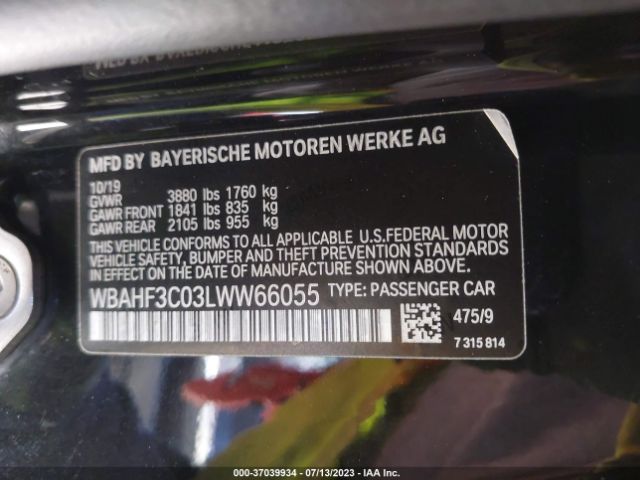 MFD BY BAYERISCHE MOTOREN WERKE AG
10/19
GVWR 3880 lbs 1760 kg
GAWR FRONT 1841 lbs 835 kg
GAWR REAR 2105 lbs 955 kg
THIS VEHICLE CONFORMS TO ALL APPLICABLE U.S.FEDERAL MOTOR
VEHICLE SAFETY, BUMPER AND THEFT PREVENTION STANDARDS
IN EFFECT ON THE DATE OF MANUFACTURE SHOWN ABOVE.
WBAHF3C03LWW66055 TYPE: PASSENGER CAR
475/9
7 315 814
000-37039934 - 07/13/2023 - IAAI.com